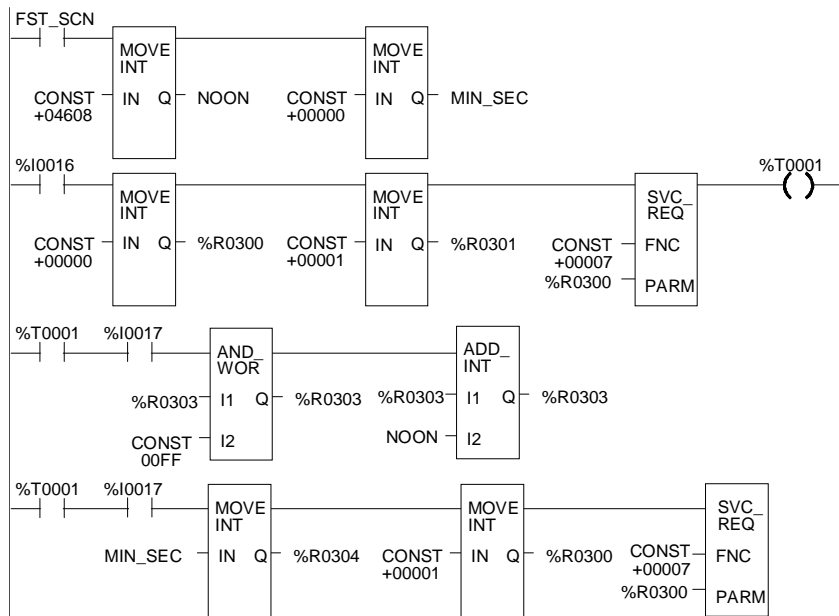 FST_SCN
MOVE
INT
MOVE
INT
CONST
+04608
IN Q
NOON
CONST
+00000
IN Q
MIN_SEC
%I0016
%T0001
MOVE
INT
MOVE
INT
SVC_
REQ
CONST
+00000
IN Q
%R0300
CONST
+00001
IN Q
%R0301
CONST
+00007
FNC
%R0300
PARM
%T0001
%I0017
AND_
WOR
ADD_
INT
%R0303
I1 Q
%R0303
%R0303
I1 Q
%R0303
CONST
00FF
I2
NOON
I2
%T0001
%I0017
MOVE
INT
MOVE
INT
SVC_
REQ
MIN_SEC
IN Q
%R0304
CONST
+00001
IN Q
%R0300
CONST
+00007
FNC
%R0300
PARM